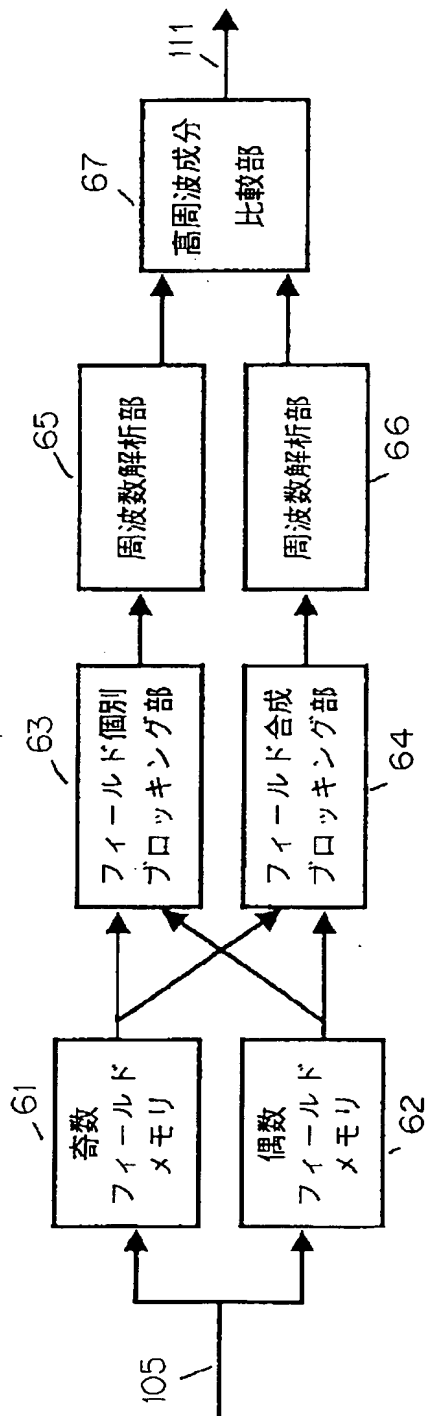 105
61
奇数
フィールド
メモリ
偶数
フィールド
メモリ
62
63
フィールド個別
ブロッキング部
フィールド合成
ブロッキング部
64
65
周波数解析部
周波数解析部
66
67
高周波成分
比較部
111